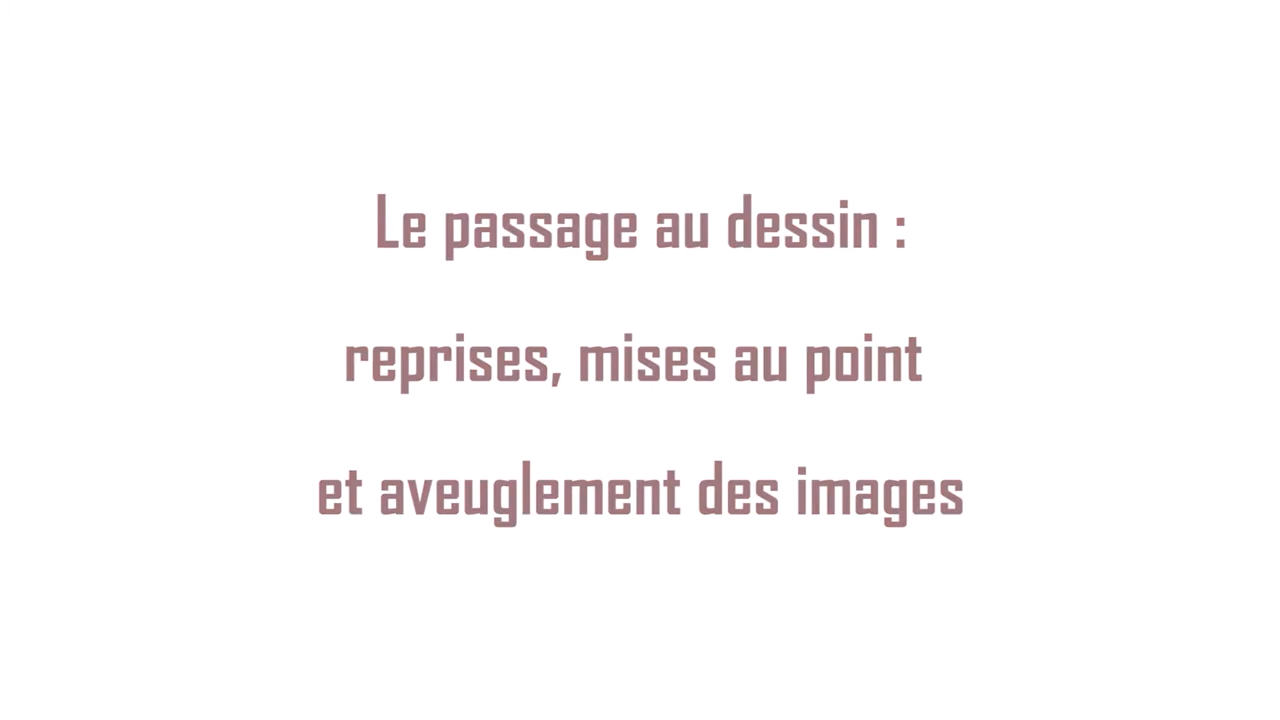 Le passage au dessin :
reprises, mises au point
et aveuglement des images